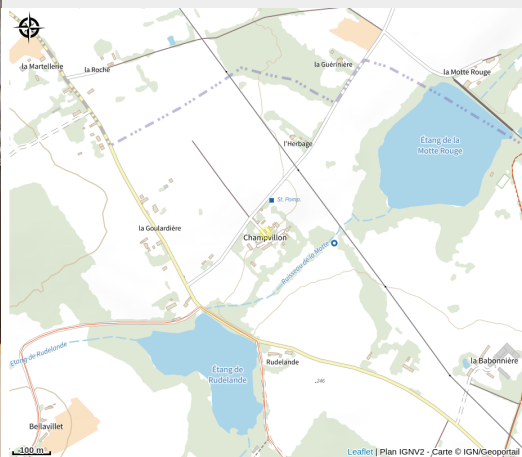 la Martellerie
la Roche
la Guérinière
la Motte Rouge
Étang de la
Motte Rouge
l'Herbage
St. Pomp.
la Goulardière
Champvillon
Ruisseau de la Motte
Étang de Rudelande
Étang de
Rudelande
Rudelande
la Babonnière
246
Bellavillet
100 m
Leaflet | Plan IGNV2 - Carte © IGN/Geoportail